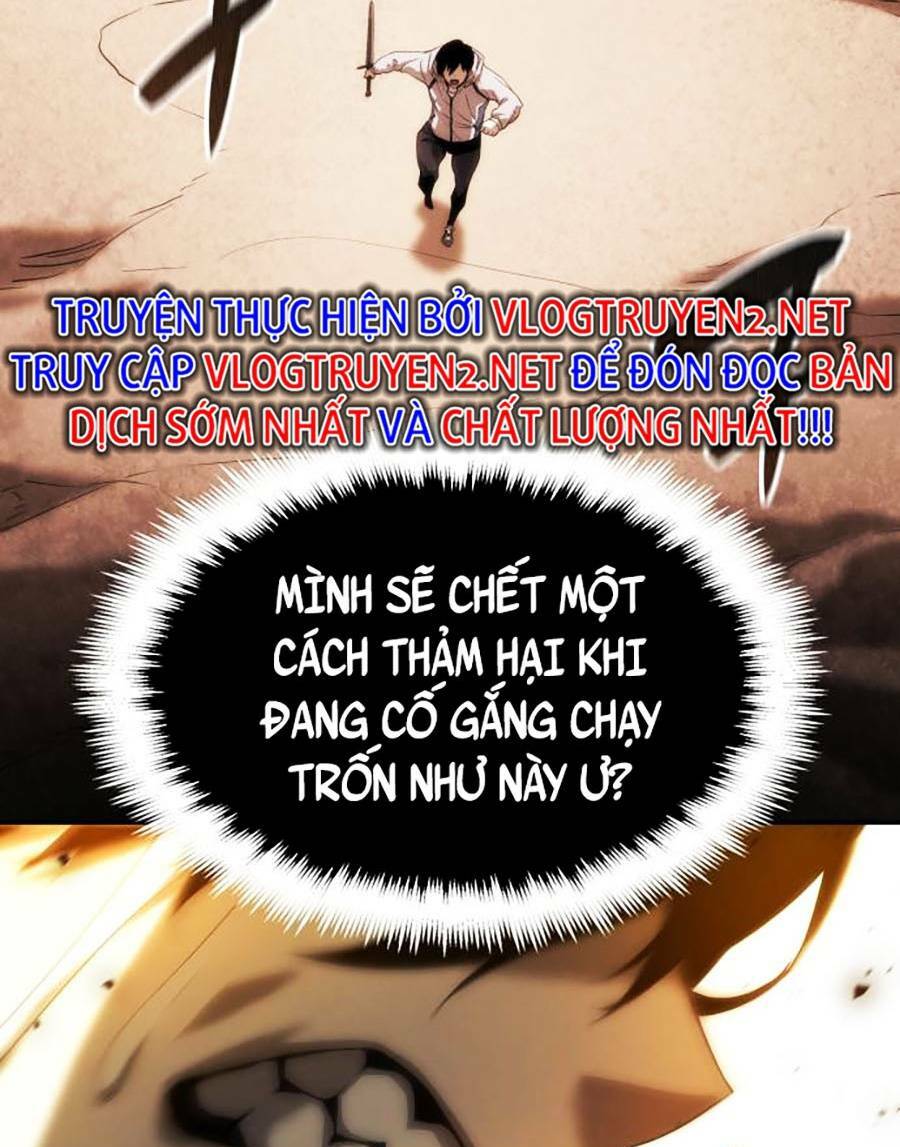 TRUYỆN THỰC HIỆN BỞI VLOGTRUYEN2.NET
TRUY CẬP VLOGTRUYEN2.NET ĐỂ ĐÓN ĐỌC BẢN
DỊCH SỚM NHẤT VÀ CHẤT LƯỢNG NHẤT!!!
MÌNH SẼ CHẾT MỘT
CÁCH THẢM HẠI KHI
ĐANG CỐ GẮNG CHẠY
TRỐN NHƯ NÀY Ư?